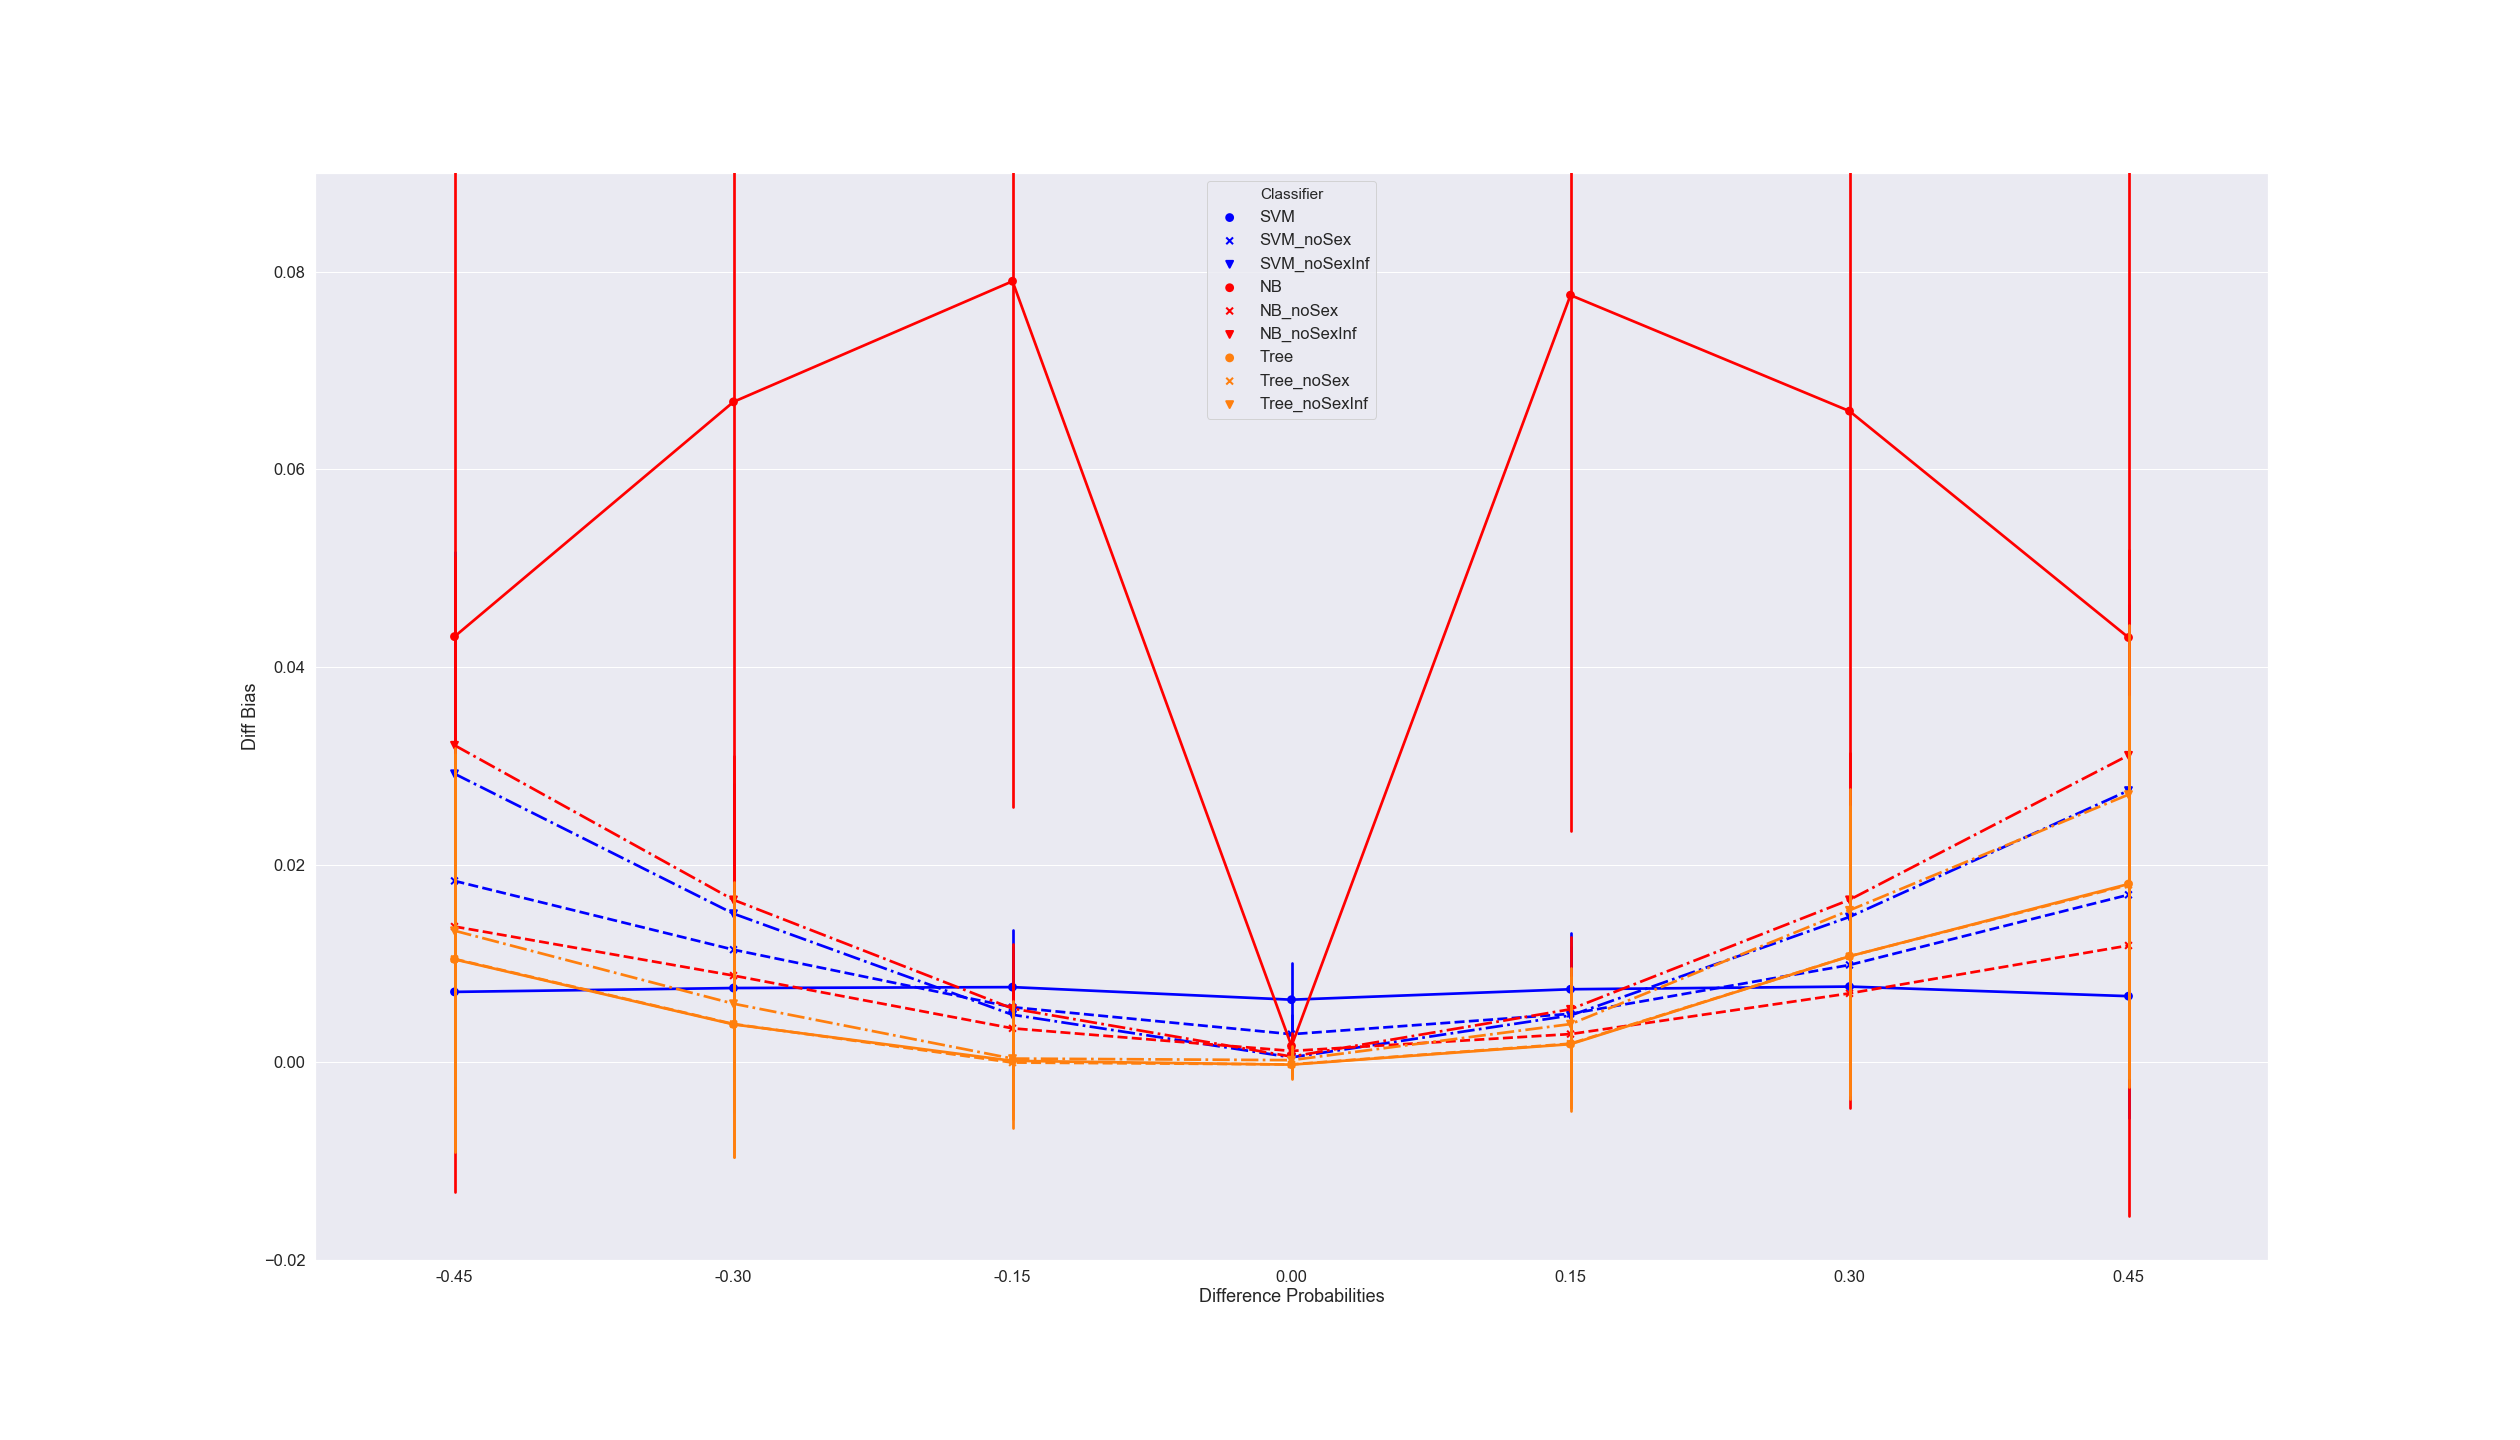 Classifier
SVM
SVM_noSex
SVM_noSexInf
NB
NB_noSex
NB_noSexInf
Tree
Tree_noSex
Tree_noSexInf
0.08
0.06
0.04
0.02
0.00
−0.02
Diff Bias
-0.45 -0.30 -0.15 0.00 0.15 0.30 0.45
Difference Probabilities